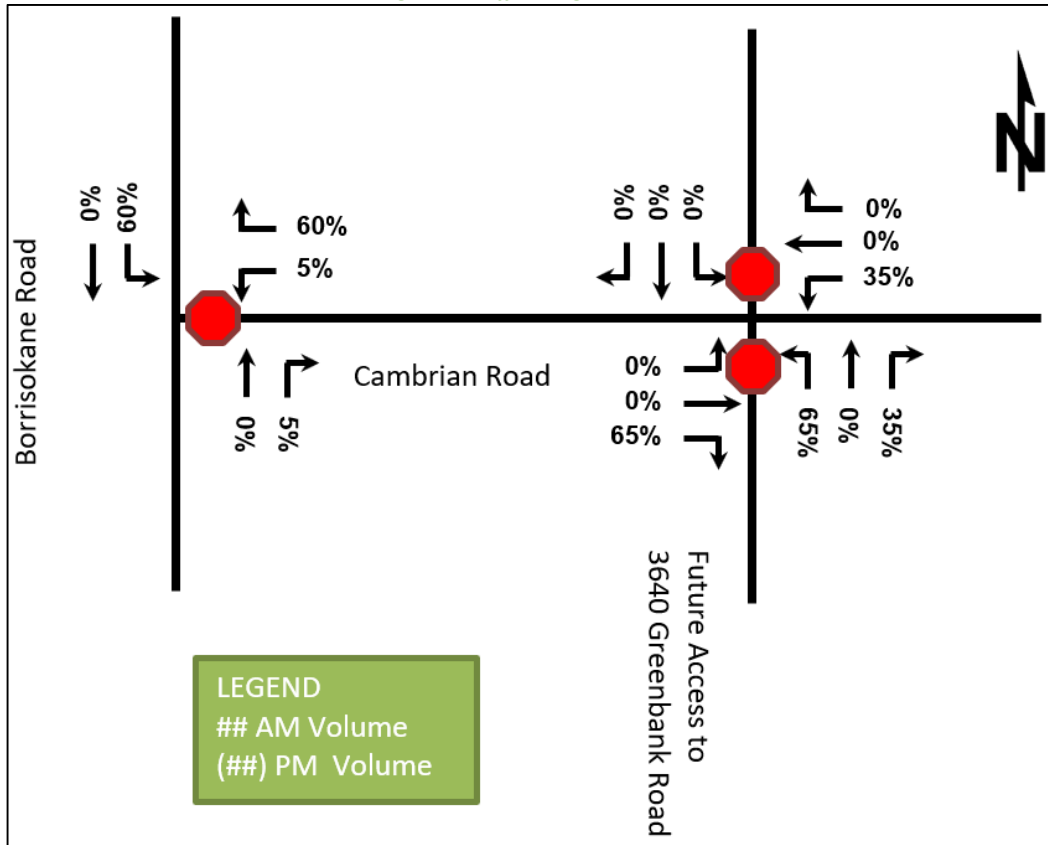 N
0%
60%
60%
5%
0%
5%
Borrisokane Road
Cambrian Road
0%
0%
0%
0%
0%
35%
0%
0%
65%
65%
0%
35%
Future Access to
3640 Greenbank Road
LEGEND
## AM Volume
(##) PM Volume